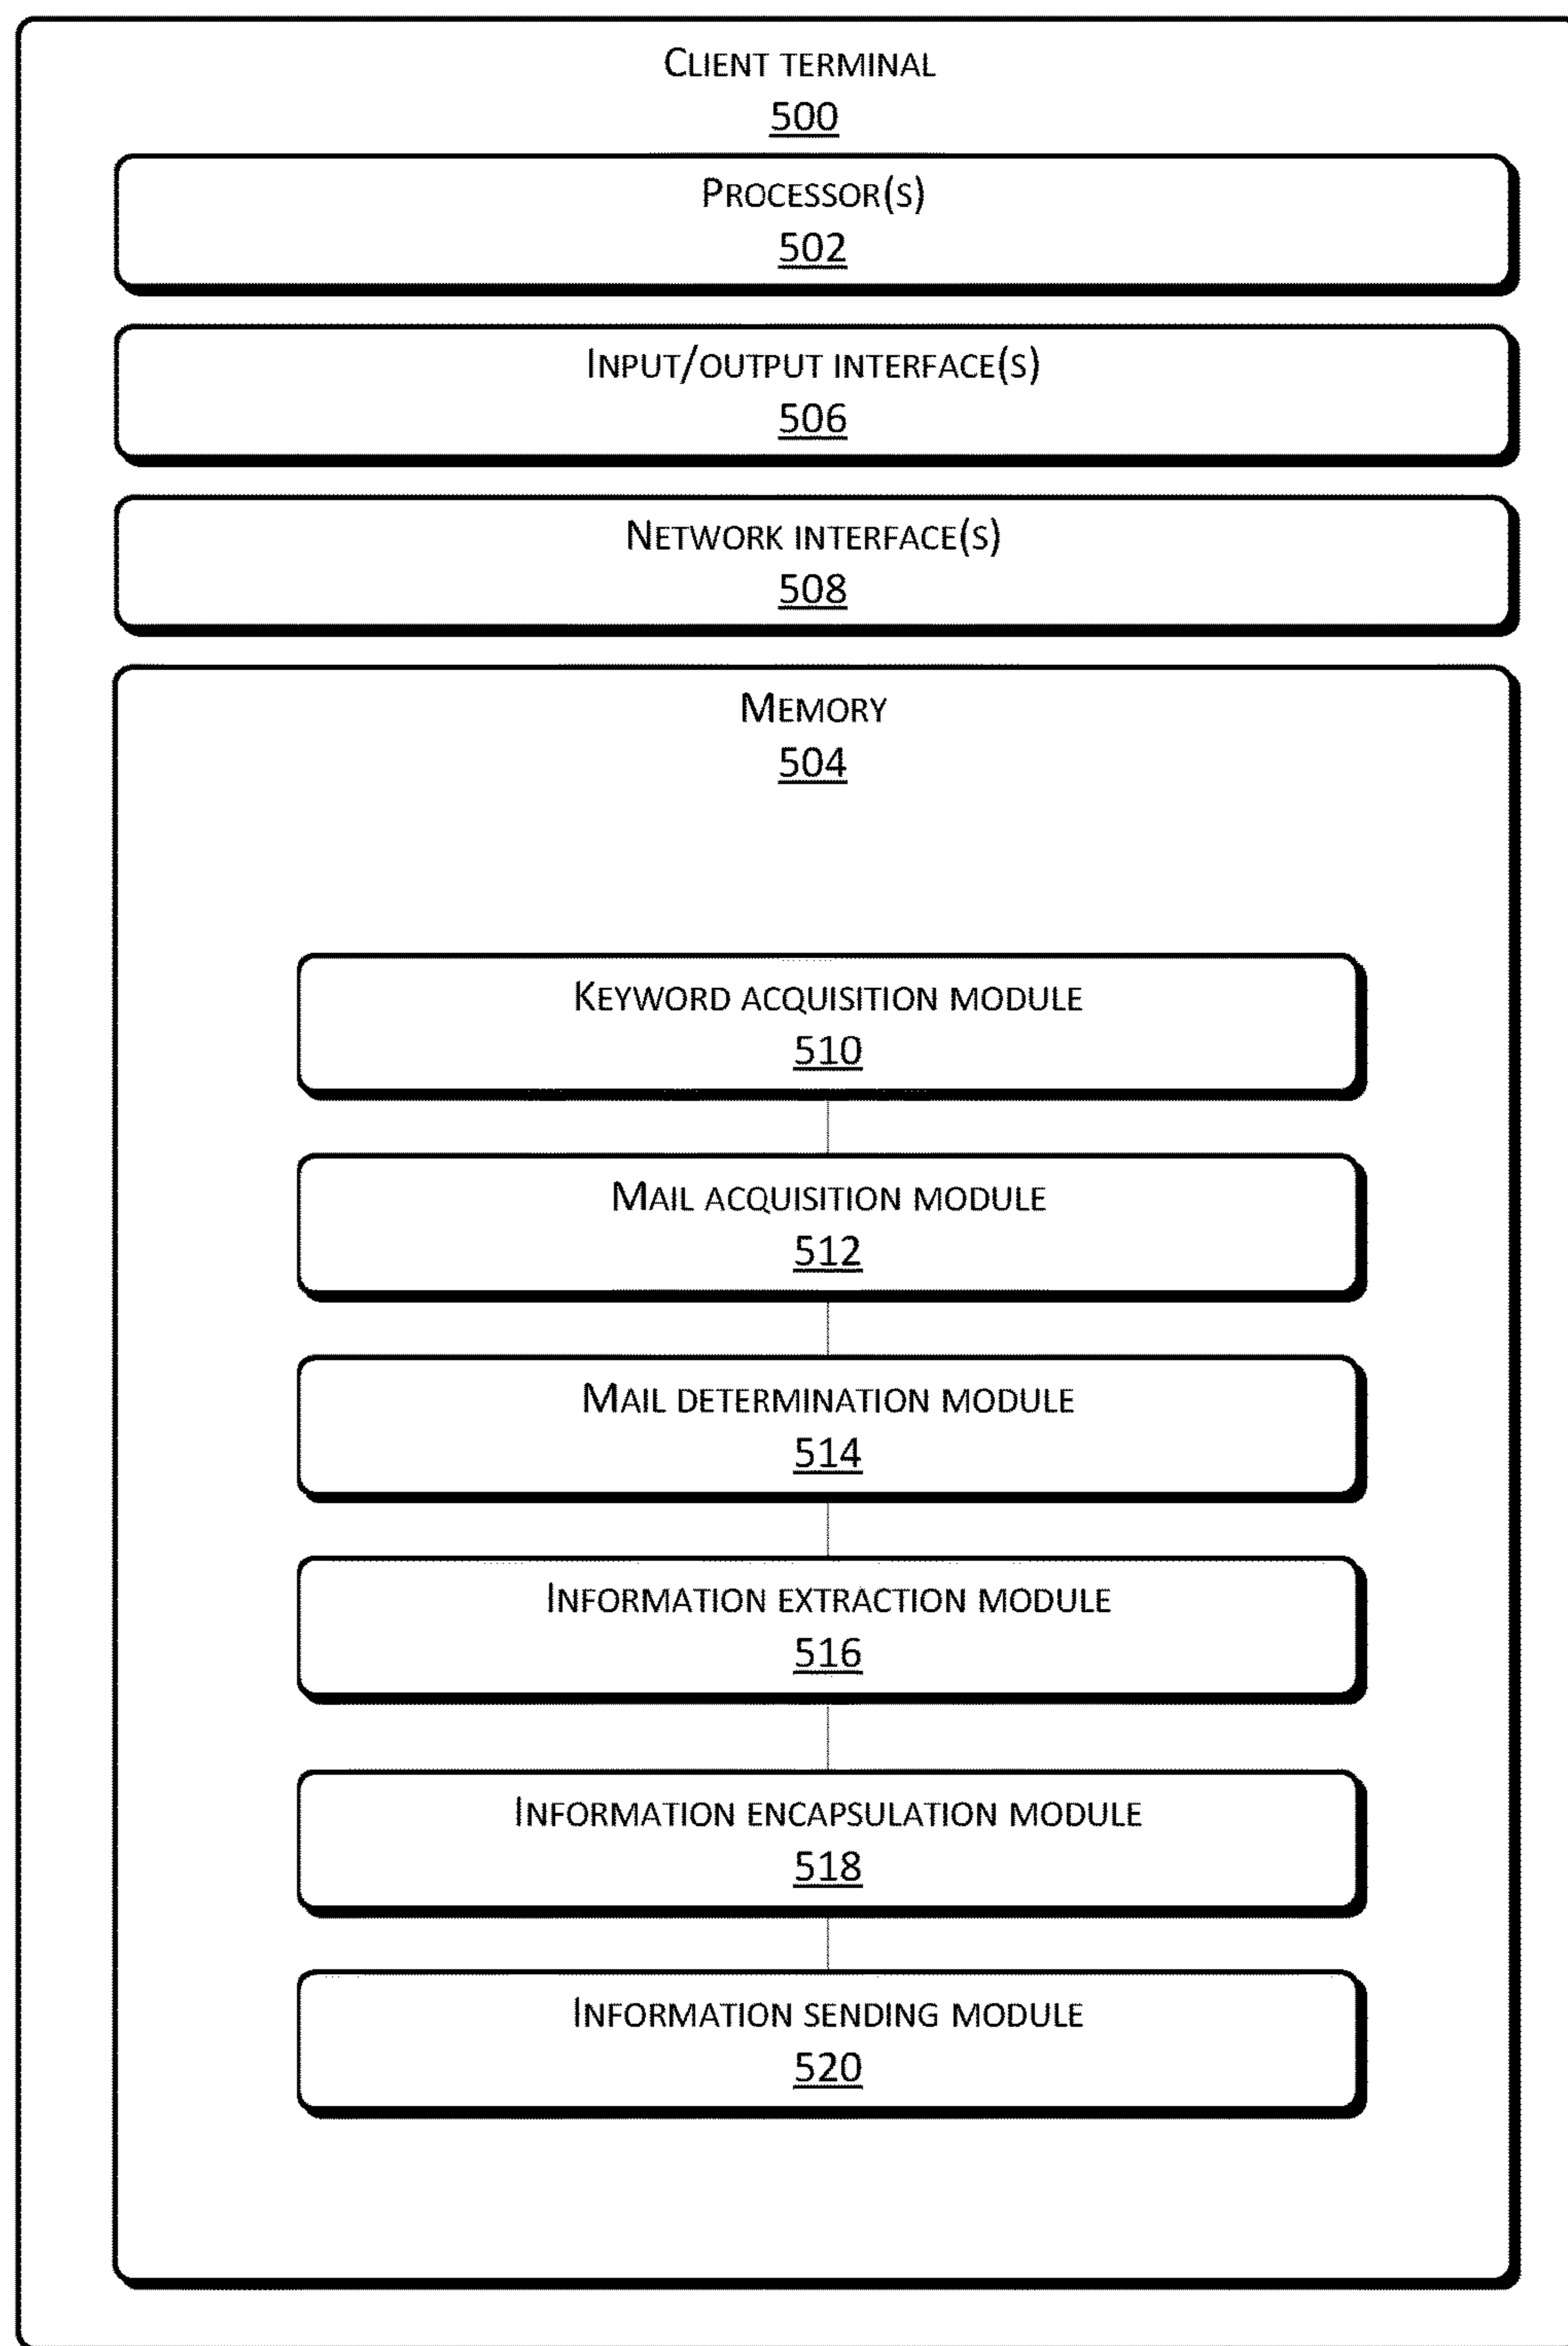 CLIENT TERMINAL
500
PROCESSOR(S)
502
INPUT/OUTPUT INTERFACE(S)
506
NETWORK INTERFACE(S)
508
MEMORY
504
KEYWORD ACQUISITION MODULE
510
MAIL ACQUISITION MODULE
512
MAIL DETERMINATION MODULE
514
INFORMATION EXTRACTION MODULE
516
INFORMATION ENCAPSULATION MODULE
518
INFORMATION SENDING MODULE
520